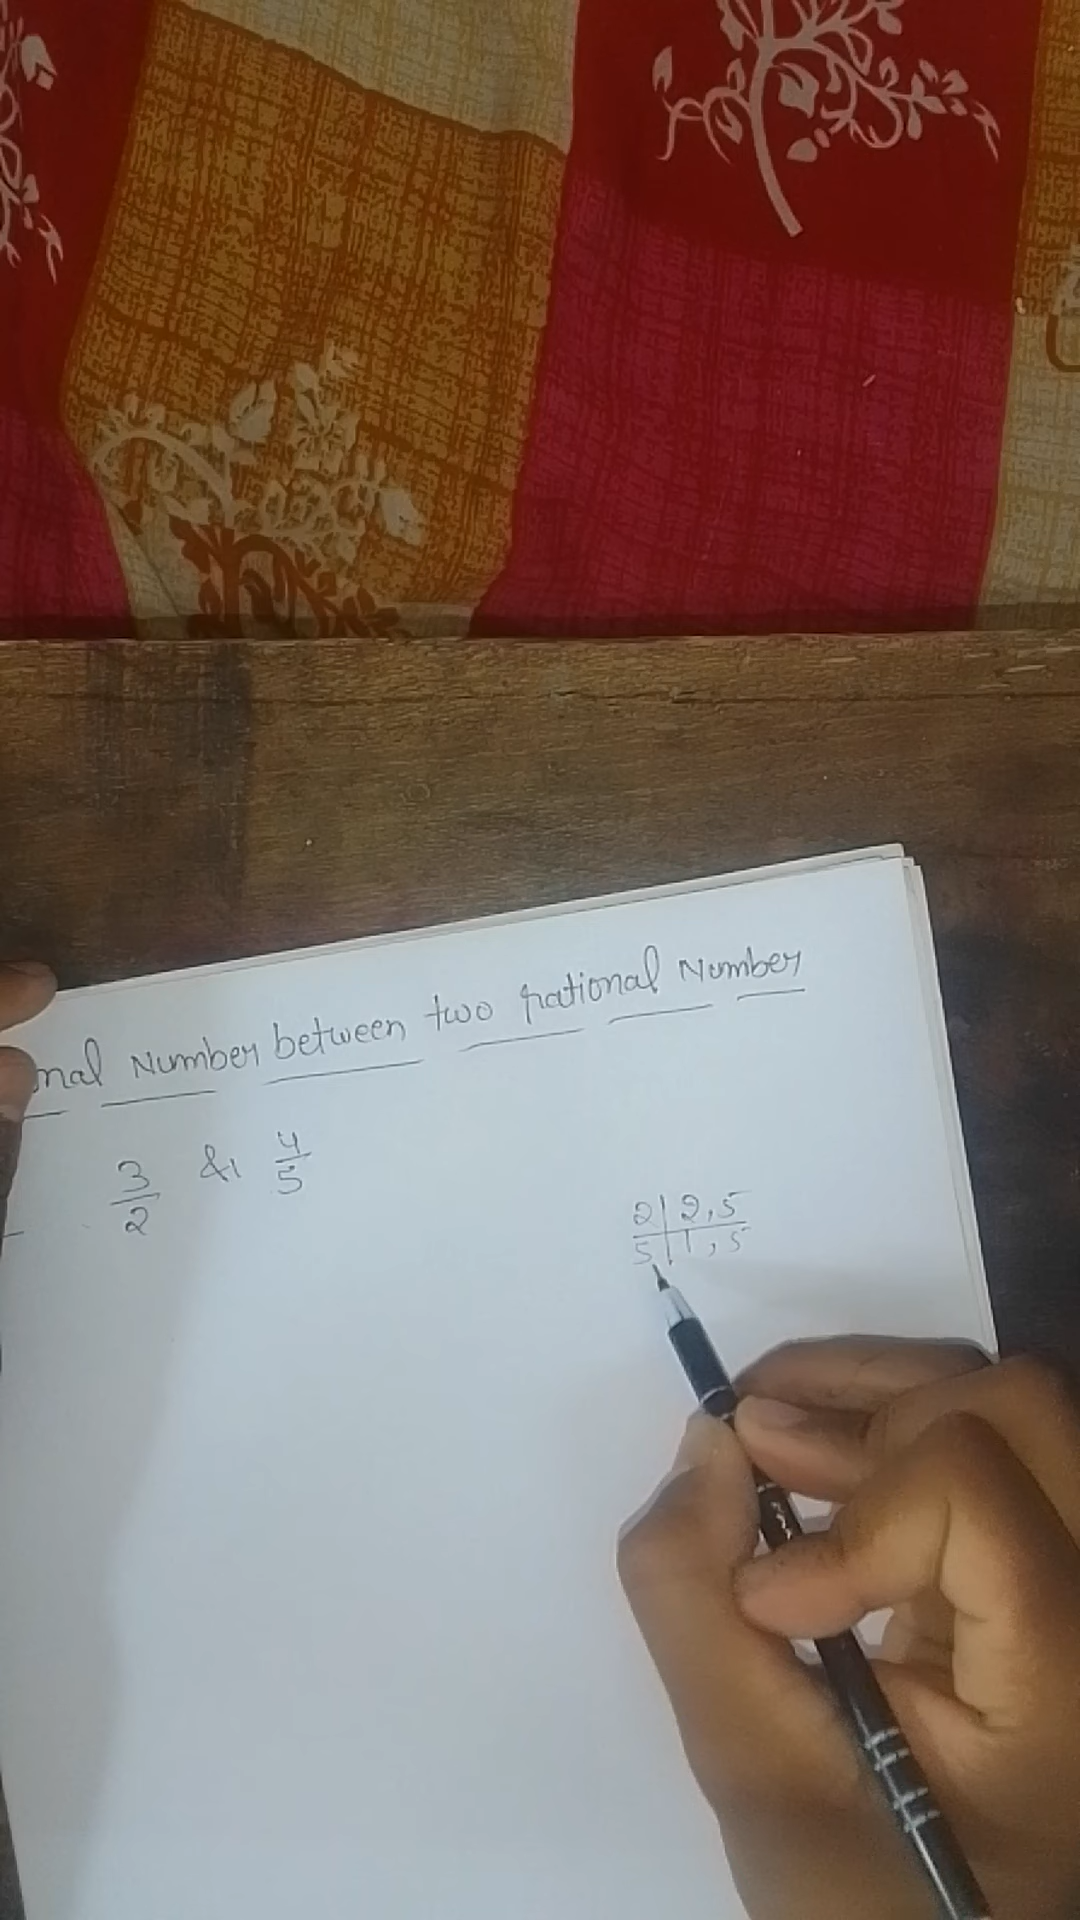 nal Number between two rational Number
3/2 & 4/5
2 | 2, 5
5 | 1, 5